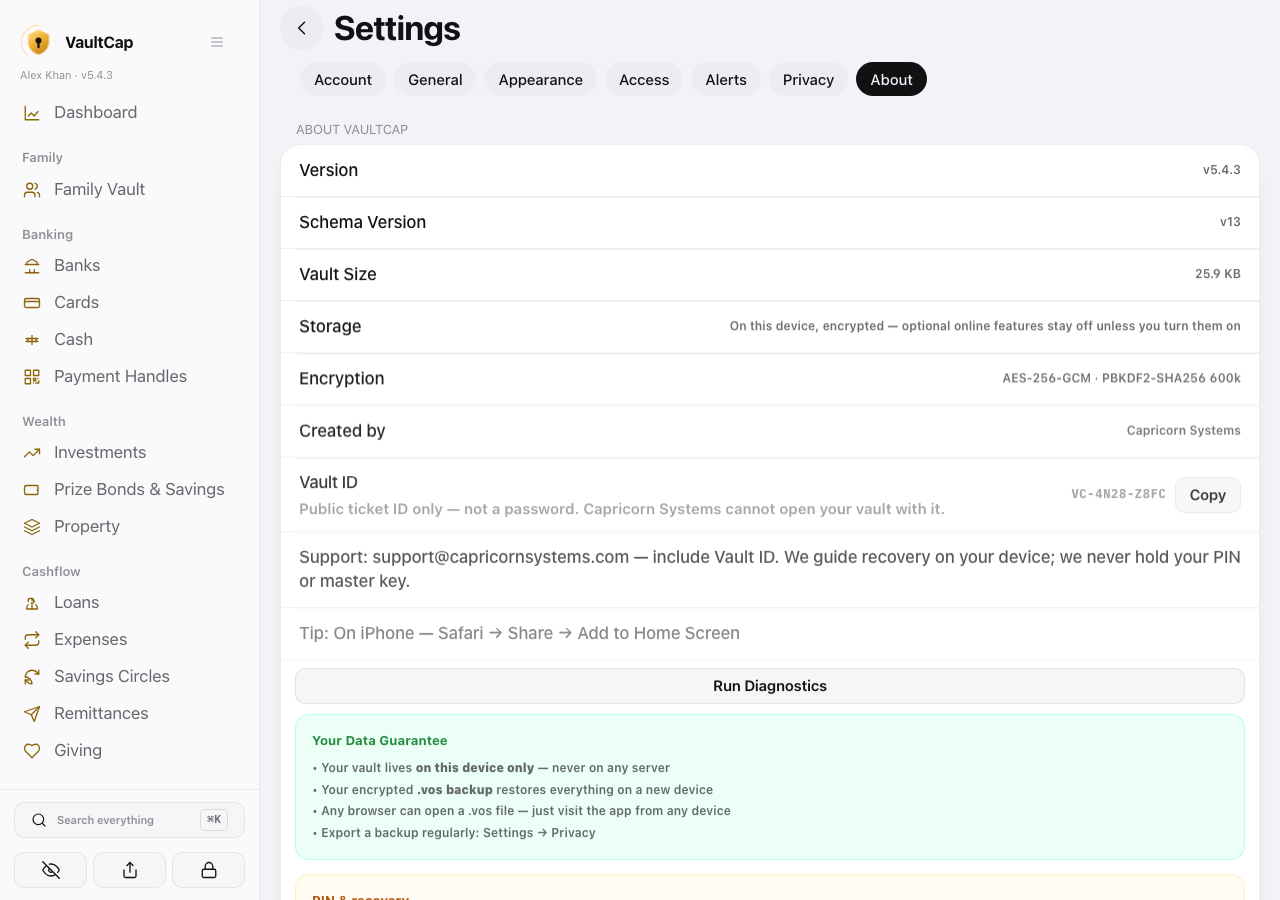 VaultCap
Alex Khan · v5.4.3
Dashboard
Family
Family Vault
Banking
Banks
Cards
Cash
Payment Handles
Wealth
Investments
Prize Bonds & Savings
Property
Cashflow
Loans
Expenses
Savings Circles
Remittances
Giving
Search everything ⌘K
Settings
Account General Appearance Access Alerts Privacy About
ABOUT VAULTCAP
Version v5.4.3
Schema Version v13
Vault Size 25.9 KB
Storage On this device, encrypted — optional online features stay off unless you turn them on
Encryption AES-256-GCM · PBKDF2-SHA256 600k
Created by Capricorn Systems
Vault ID
Public ticket ID only — not a password. Capricorn Systems cannot open your vault with it.
VC-4N28-Z8FC Copy
Support: support@capricornsystems.com — include Vault ID. We guide recovery on your device; we never hold your PIN
or master key.
Tip: On iPhone — Safari → Share → Add to Home Screen
Run Diagnostics
Your Data Guarantee
• Your vault lives on this device only — never on any server
• Your encrypted .vos backup restores everything on a new device
• Any browser can open a .vos file — just visit the app from any device
• Export a backup regularly: Settings → Privacy
PIN & recovery